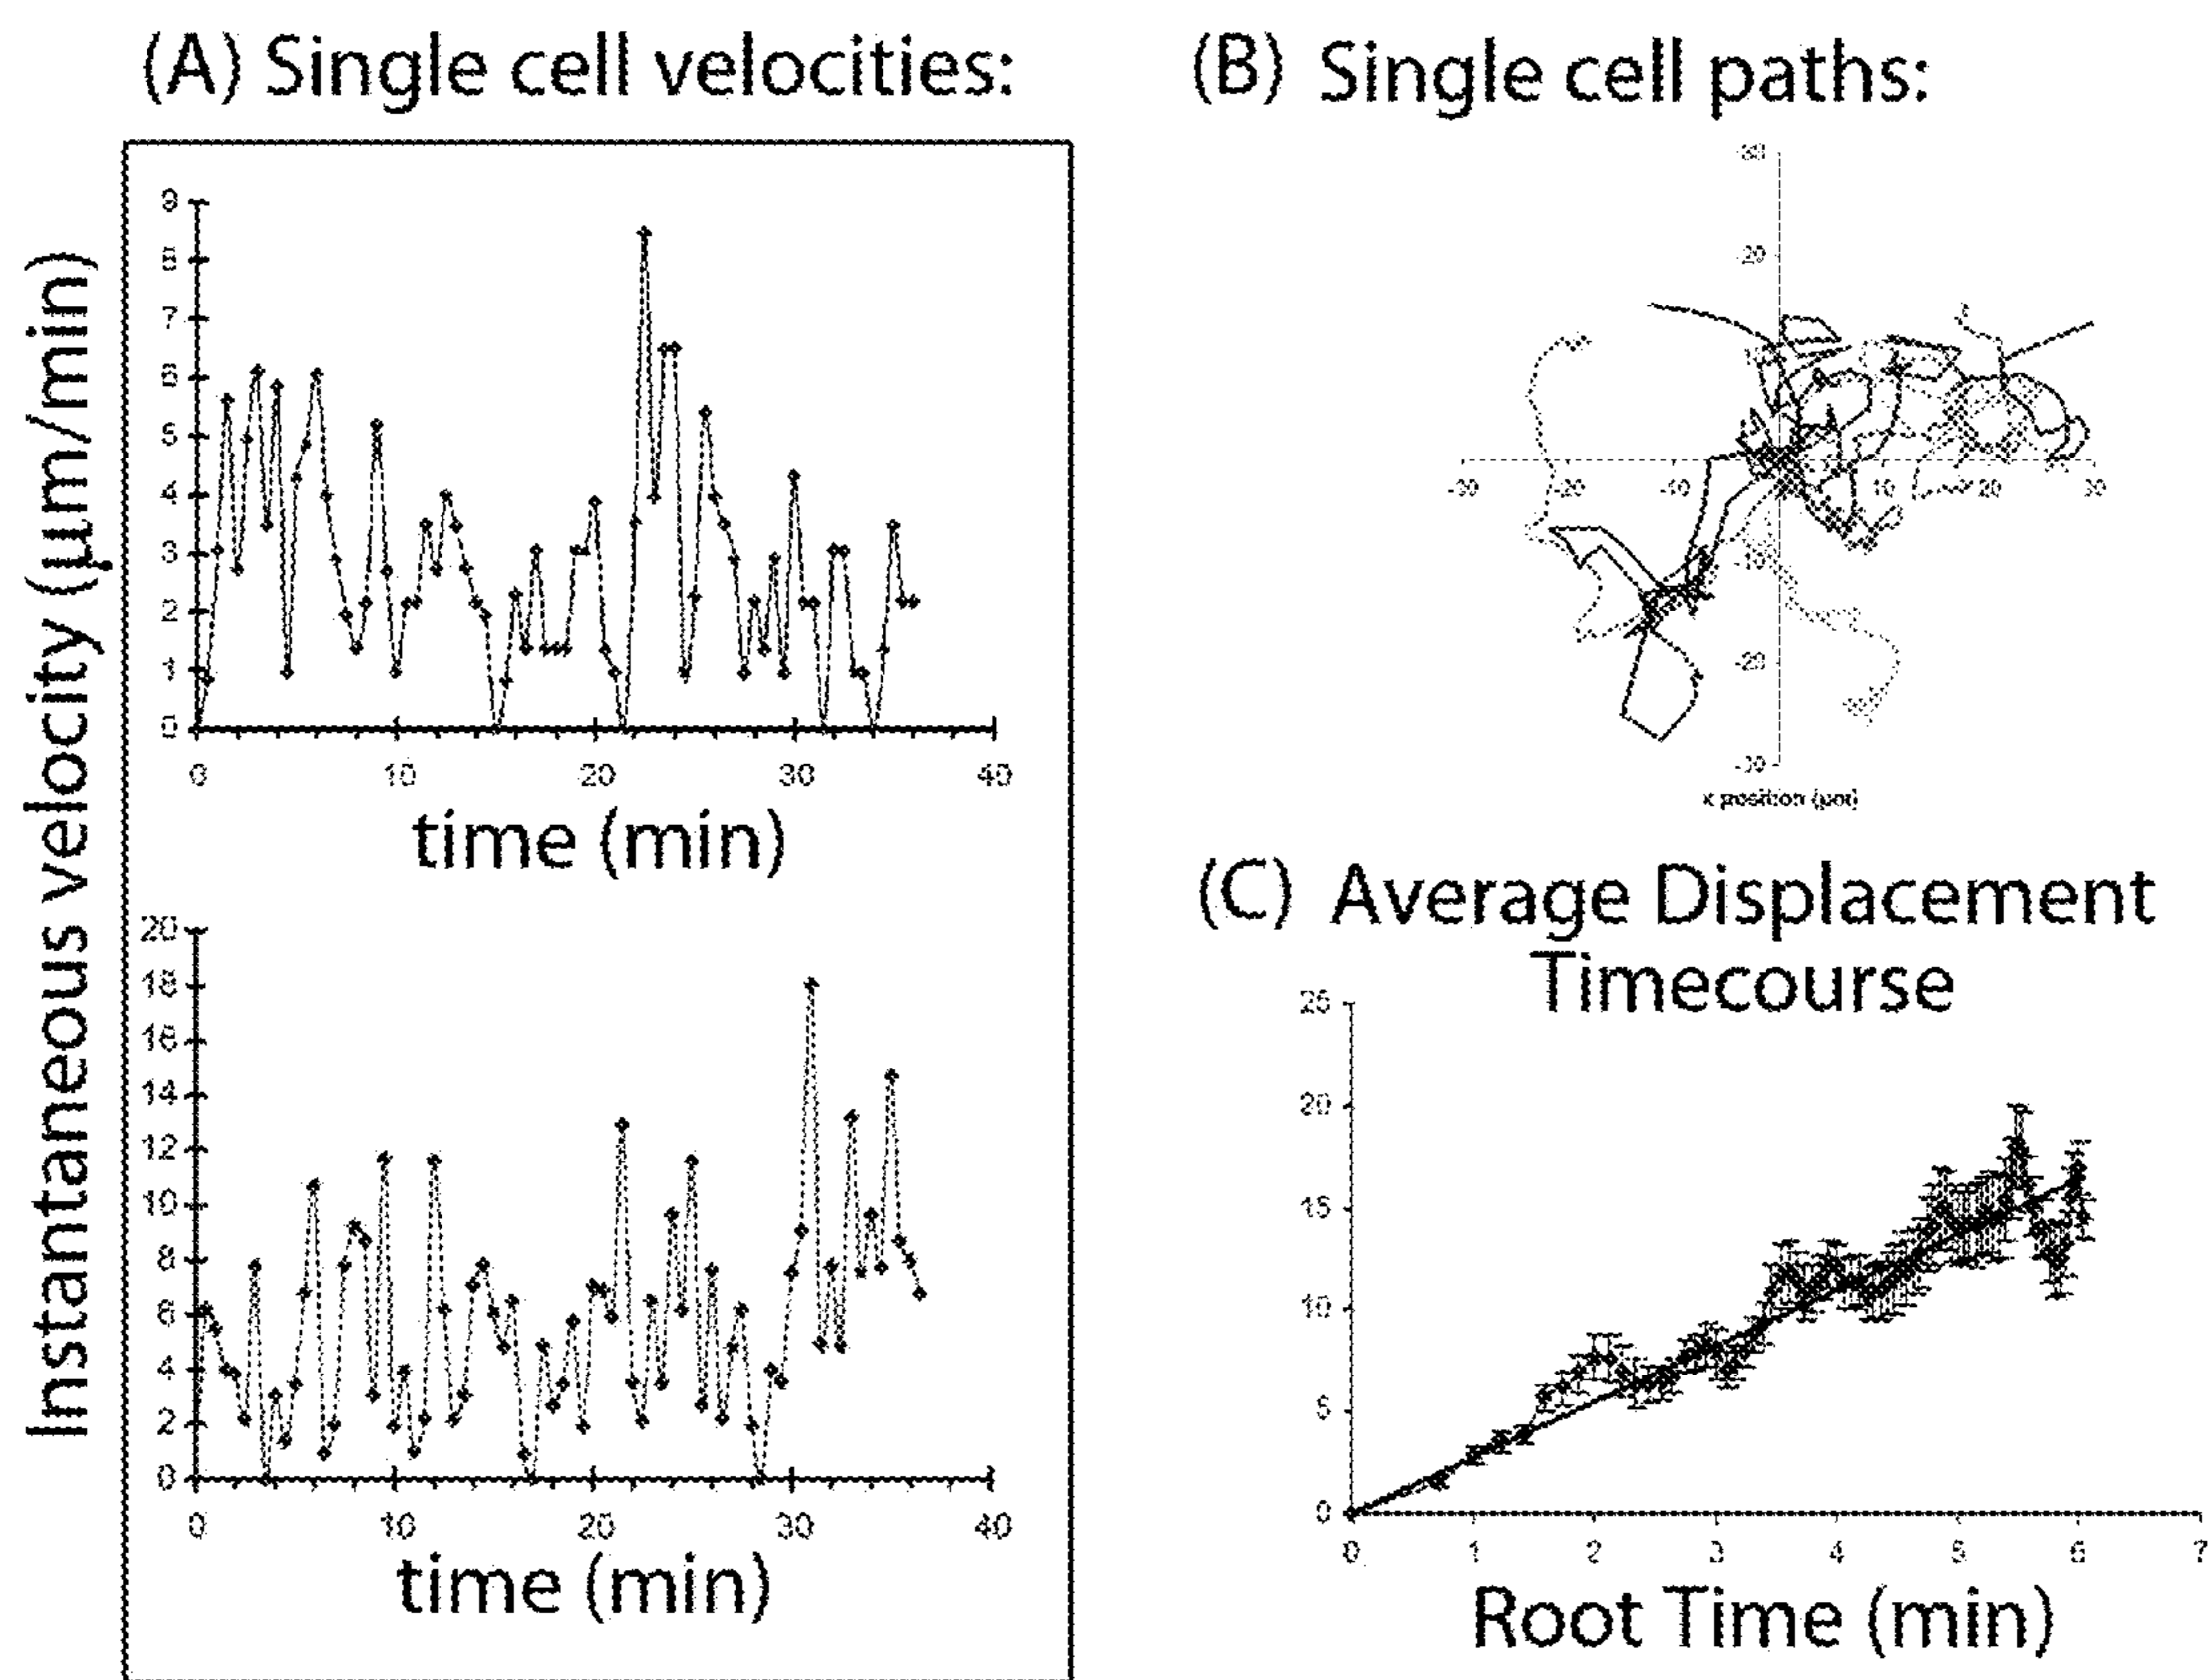 (A) Single cell velocities:
Instantaneous velocity (µm/min)
9
8
7
6
5
4
3
2
1
0
0 10 20 30 40
time (min)
20
18
16
14
12
10
8
6
4
2
0
0 10 20 30 40
time (min)
(B) Single cell paths:
-20
-30 -20 -10 10 20 30
-10
-20
-30
x position (µm)
(C) Average Displacement
Timecourse
25
20
15
10
5
0
0 1 2 3 4 5 6 7
Root Time (min)